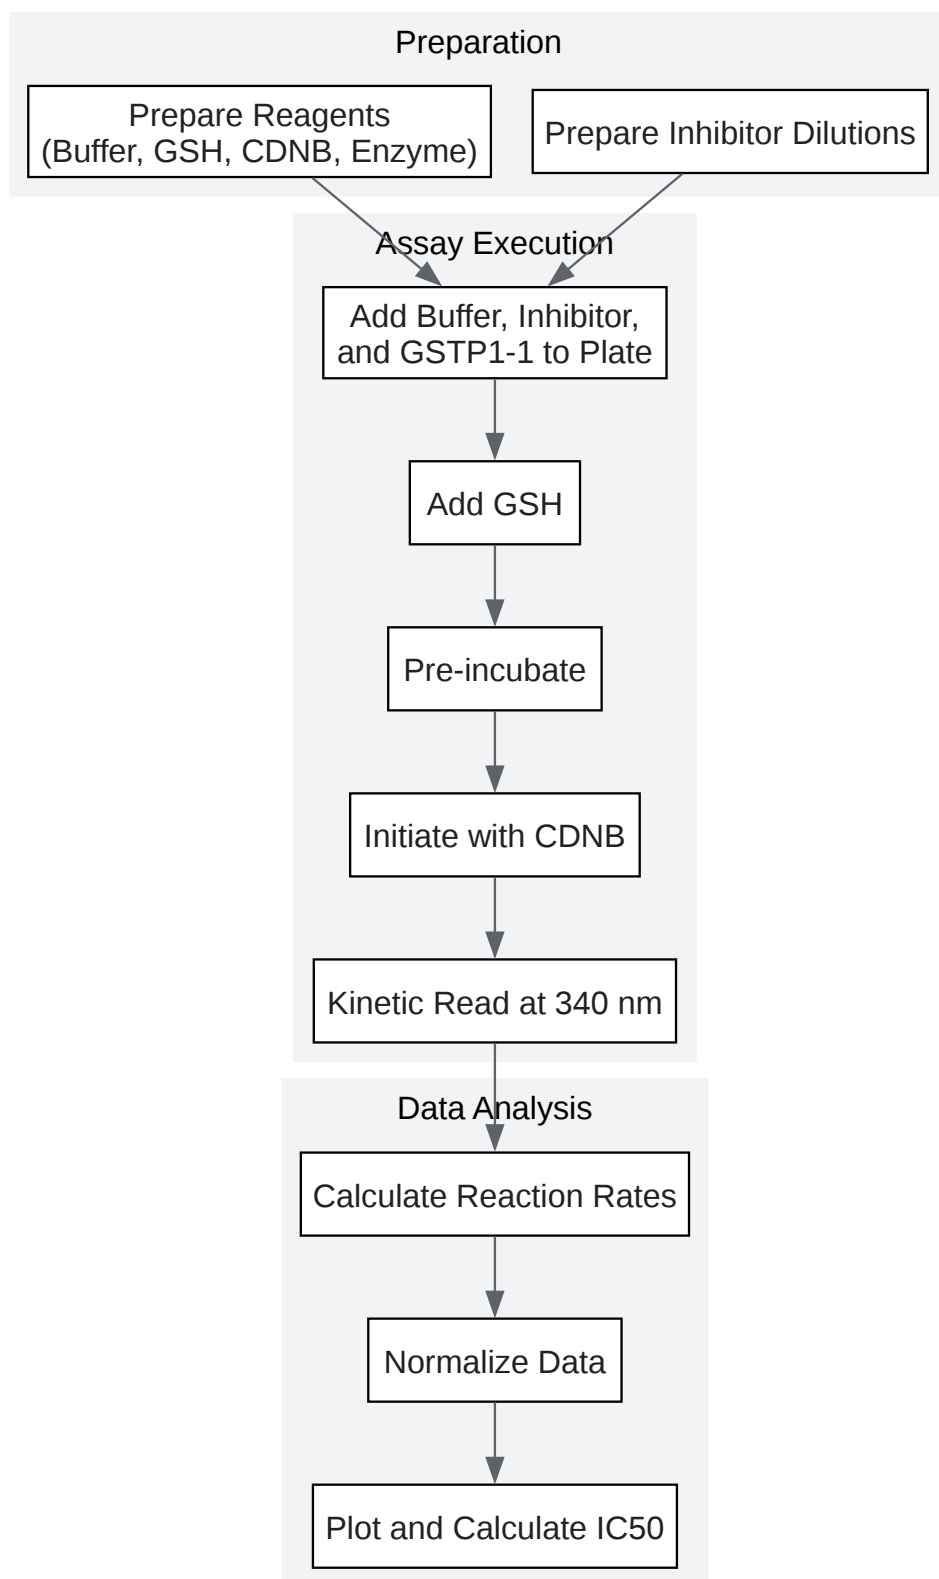 Preparation
Prepare Reagents
(Buffer, GSH, CDNB, Enzyme)
Prepare Inhibitor Dilutions
Assay Execution
Add Buffer, Inhibitor,
and GSTP1-1 to Plate
Add GSH
Pre-incubate
Initiate with CDNB
Kinetic Read at 340 nm
Data Analysis
Calculate Reaction Rates
Normalize Data
Plot and Calculate IC50